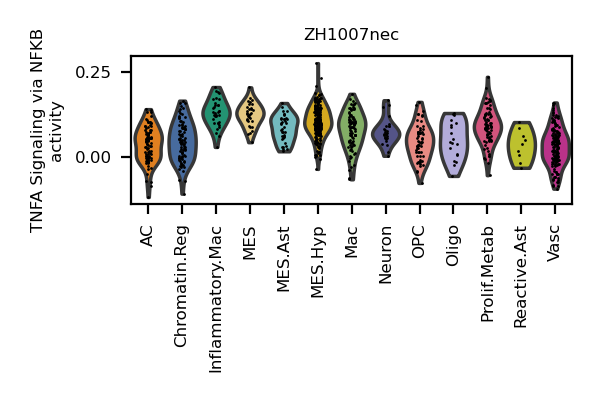 ZH1007nec
TNFA Signaling via NFKB
activity
0.25
0.00
AC
Chromatin.Reg
Inflammatory.Mac
MES
MES.Ast
MES.Hyp
Mac
Neuron
OPC
Oligo
Prolif.Metab
Reactive.Ast
Vasc